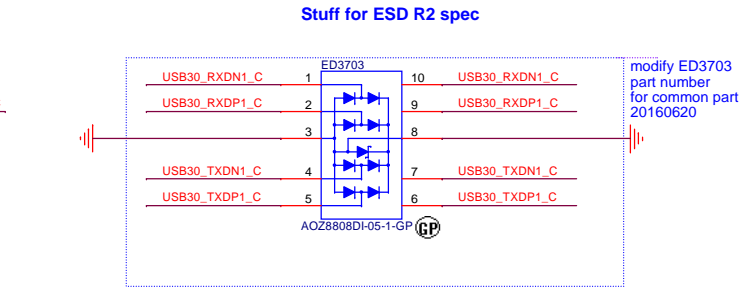 Stuff for ESD R2 spec
ED3703
USB30_RXDN1_C 1 10 USB30_RXDN1_C
USB30_RXDP1_C 2 9 USB30_RXDP1_C
3 8
USB30_TXDN1_C 4 7 USB30_TXDN1_C
USB30_TXDP1_C 5 6 USB30_TXDP1_C
AOZ8808DI-05-1-GP GP
modify ED3703
part number
for common part
20160620